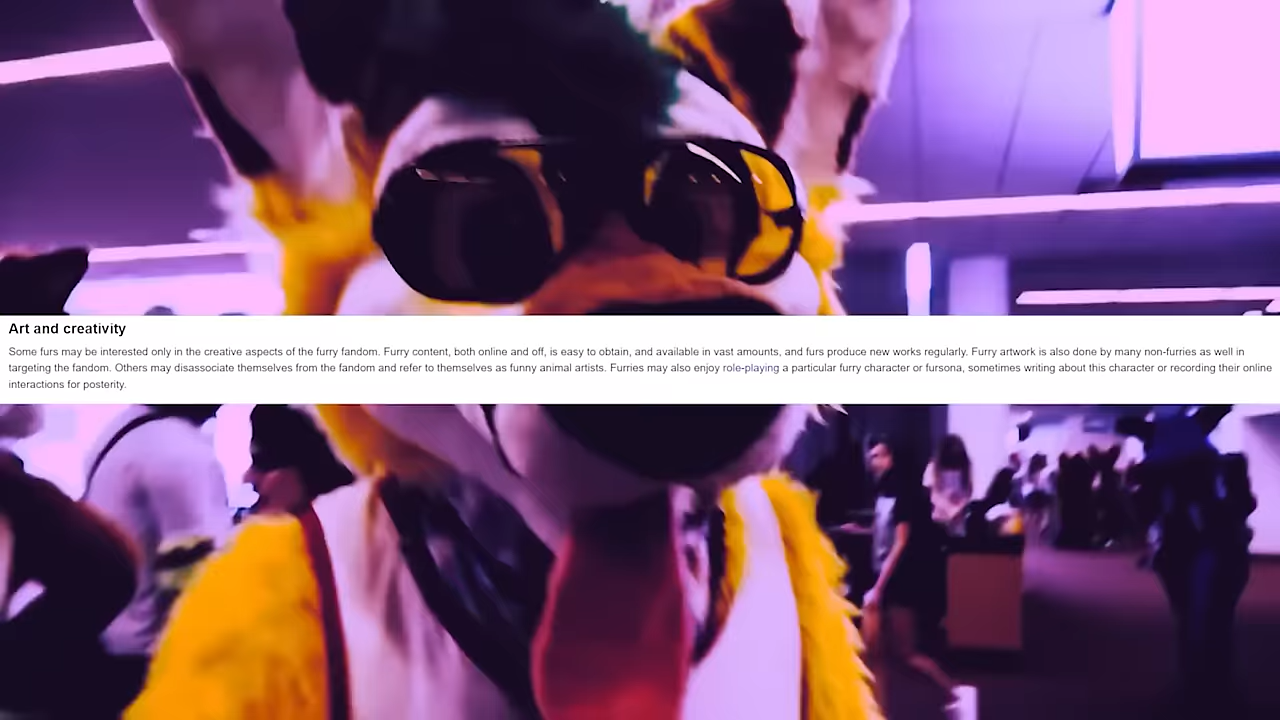 Art and creativity
Some furs may be interested only in the creative aspects of the furry fandom. Furry content, both online and off, is easy to obtain, and available in vast amounts, and furs produce new works regularly. Furry artwork is also done by many non-furries as well in
targeting the fandom. Others may disassociate themselves from the fandom and refer to themselves as funny animal artists. Furries may also enjoy role-playing a particular furry character or fursona, sometimes writing about this character or recording their online
interactions for posterity.